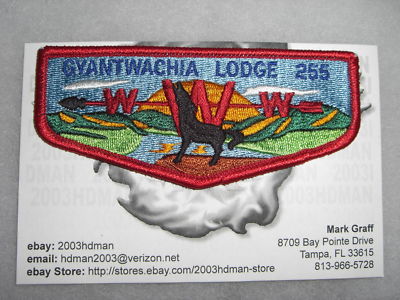 GYANTWACHIA LODGE 255
W W W
2003HDMAN
Mark Graff
ebay: 2003hdman
8709 Bay Pointe Drive
email: hdman2003@verizon.net
Tampa, FL 33615
ebay Store: http://stores.ebay.com/2003hdman-store
813-966-5728